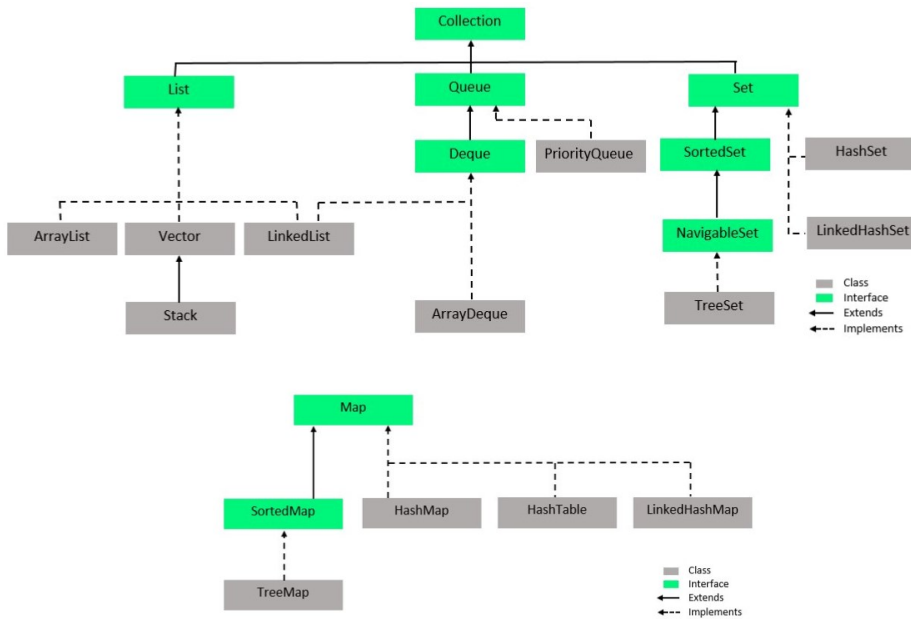 Collection
List
Queue
Set
Deque
PriorityQueue
SortedSet
HashSet
ArrayList
Vector
LinkedList
NavigableSet
LinkedHashSet
Stack
ArrayDeque
TreeSet
Class
Interface
Extends
Implements
Map
SortedMap
HashMap
HashTable
LinkedHashMap
TreeMap
Class
Interface
Extends
Implements